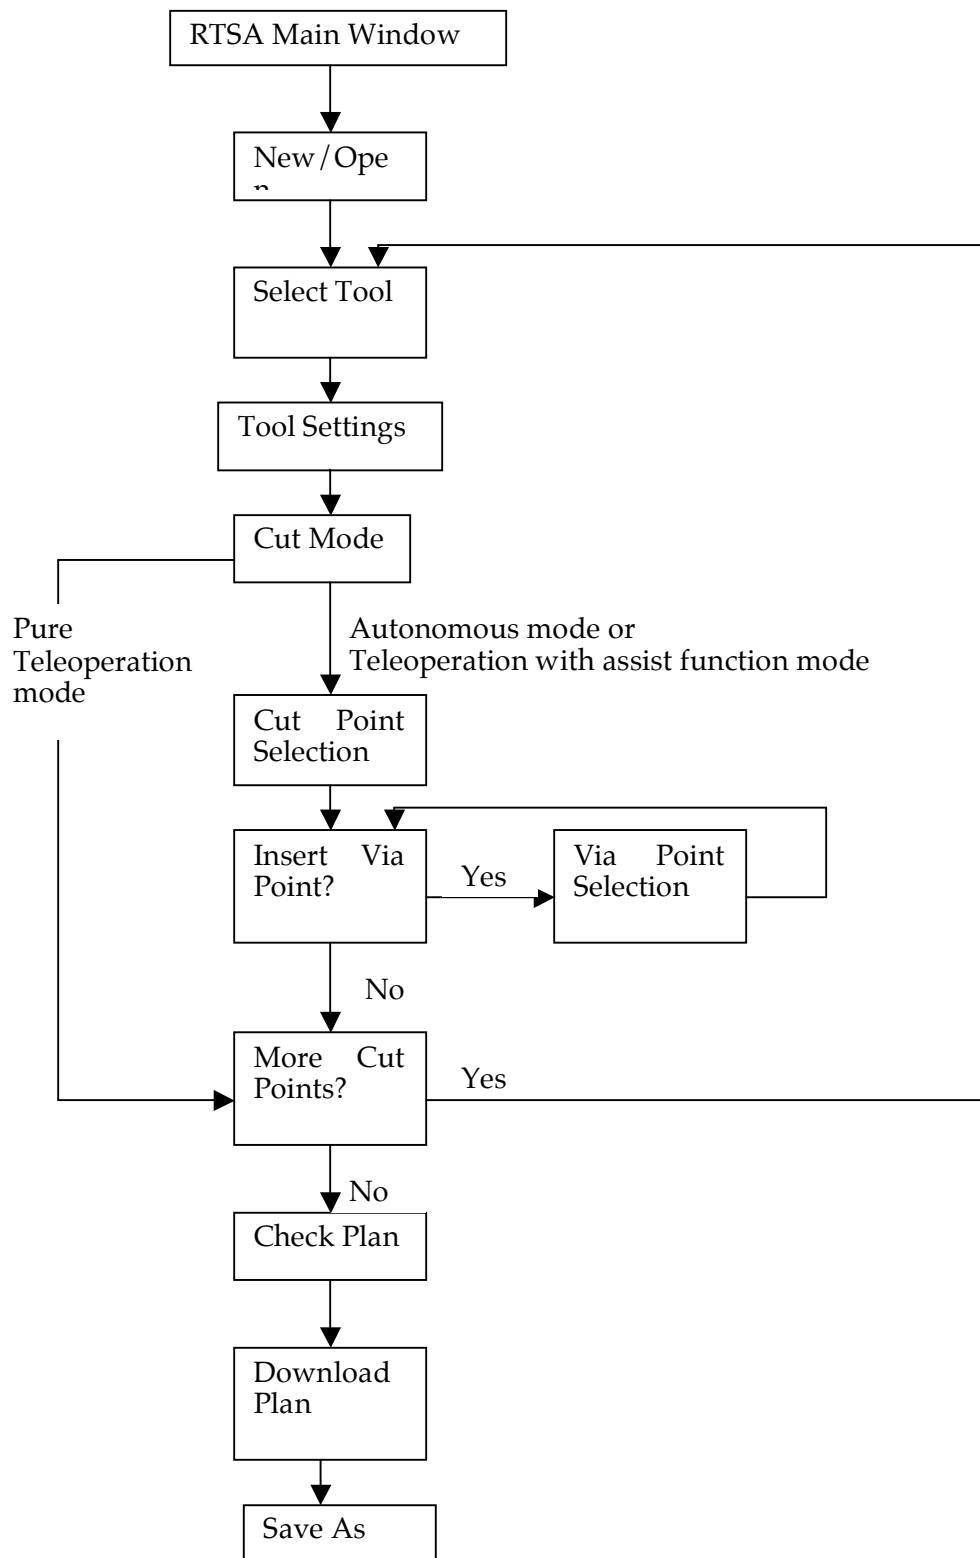 RTSA Main Window
New/Ope
n
Select Tool
Tool Settings
Cut Mode
Pure
Teleoperation
mode
Autonomous mode or
Teleoperation with assist function mode
Cut Point
Selection
Insert Via
Point?
Yes
Via Point
Selection
No
More Cut
Points?
Yes
No
Check Plan
Download
Plan
Save As